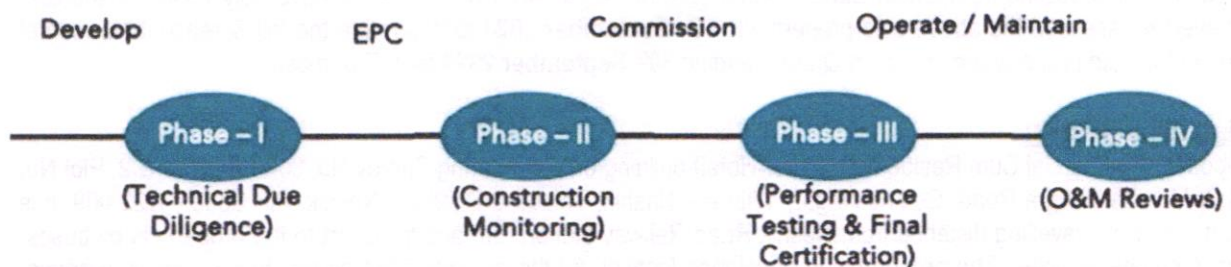 Develop EPC Commission Operate / Maintain
Phase – I Phase – II Phase – III Phase – IV
(Technical Due Diligence)
(Construction Monitoring)
(Performance Testing & Final Certification)
(O&M Reviews)